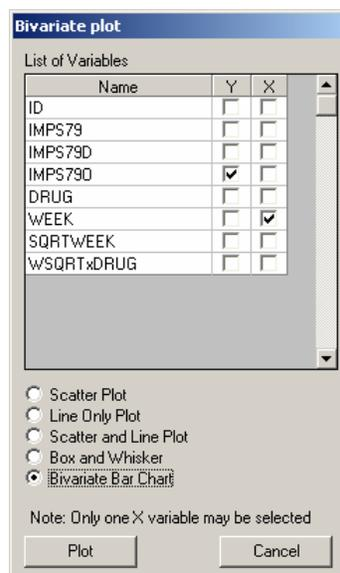 Bivariate plot
List of Variables
Name Y X
ID
IMPS79
IMPS79D
IMPS79O
DRUG
WEEK
SQRTWEEK
WSQRTxDRUG
Scatter Plot
Line Only Plot
Scatter and Line Plot
Box and Whisker
Bivariate Bar Chart
Note: Only one X variable may be selected
Plot Cancel